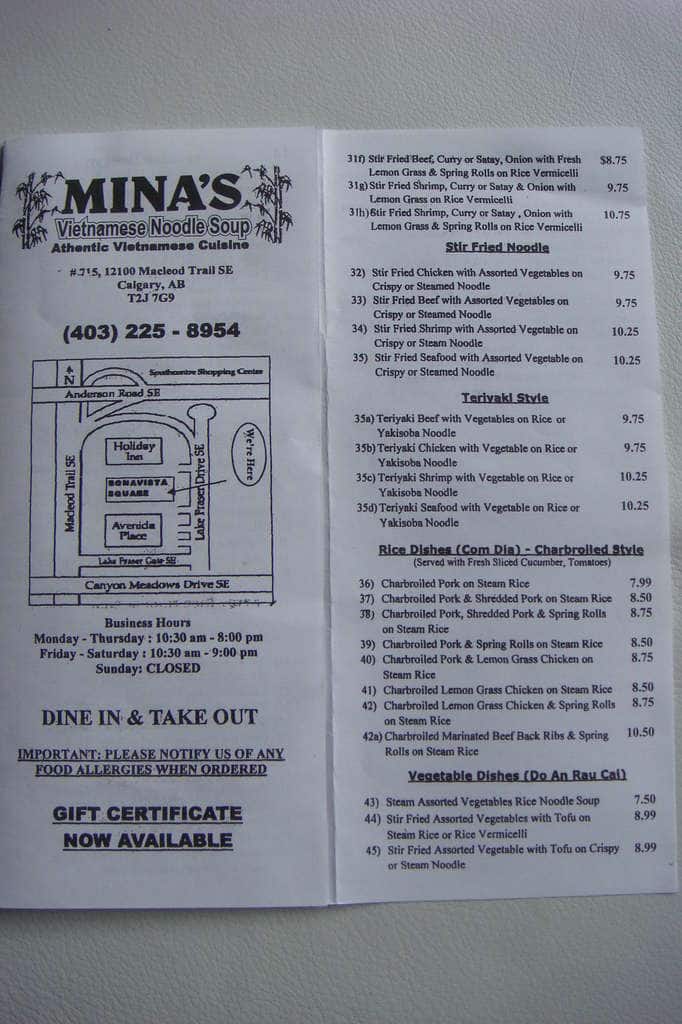 MINA'S
Vietnamese Noodle Soup
Athentic Vietnamese Cuisine
#.715, 12100 Macleod Trail SE
Calgary, AB
T2J 7G9
(403) 225 - 8954
N
Southcentre Shopping Centre
Anderson Road SE
Macleod Trail SE
Holiday
Inn
BONAVISTA
SQUARE
Avenida
Place
Lake Fraser Drive SE
We're Here
Lake Fraser Gate SE
Canyon Meadows Drive SE
Business Hours
Monday - Thursday : 10:30 am - 8:00 pm
Friday - Saturday : 10:30 am - 9:00 pm
Sunday: CLOSED
DINE IN & TAKE OUT
IMPORTANT: PLEASE NOTIFY US OF ANY
FOOD ALLERGIES WHEN ORDERED
GIFT CERTIFICATE
NOW AVAILABLE
31f) Stir Fried Beef, Curry or Satay, Onion with Fresh $8.75
Lemon Grass & Spring Rolls on Rice Vermicelli
31g) Stir Fried Shrimp, Curry or Satay & Onion with 9.75
Lemon Grass on Rice Vermicelli
31h) Stir Fried Shrimp, Curry or Satay , Onion with 10.75
Lemon Grass & Spring Rolls on Rice Vermicelli
Stir Fried Noodle
32) Stir Fried Chicken with Assorted Vegetables on 9.75
Crispy or Steamed Noodle
33) Stir Fried Beef with Assorted Vegetables on 9.75
Crispy or Steamed Noodle
34) Stir Fried Shrimp with Assorted Vegetable on 10.25
Crispy or Steam Noodle
35) Stir Fried Seafood with Assorted Vegetable on 10.25
Crispy or Steamed Noodle
Teriyaki Style
35a) Teriyaki Beef with Vegetables on Rice or 9.75
Yakisoba Noodle
35b) Teriyaki Chicken with Vegetable on Rice or 9.75
Yakisoba Noodle
35c) Teriyaki Shrimp with Vegetable on Rice or 10.25
Yakisoba Noodle
35d) Teriyaki Seafood with Vegetable on Rice or 10.25
Yakisoba Noodle
Rice Dishes (Com Dia) - Charbroiled Style
(Served with Fresh Sliced Cucumber, Tomatoes)
36) Charbroiled Pork on Steam Rice 7.99
37) Charbroiled Pork & Shredded Pork on Steam Rice 8.50
38) Charbroiled Pork, Shredded Pork & Spring Rolls 8.75
on Steam Rice
39) Charbroiled Pork & Spring Rolls on Steam Rice 8.50
40) Charbroiled Pork & Lemon Grass Chicken on 8.75
Steam Rice
41) Charbroiled Lemon Grass Chicken on Steam Rice 8.50
42) Charbroiled Lemon Grass Chicken & Spring Rolls 8.75
on Steam Rice
42a) Charbroiled Marinated Beef Back Ribs & Spring 10.50
Rolls on Steam Rice
Vegetable Dishes (Do An Rau Cai)
43) Steam Assorted Vegetables Rice Noodle Soup 7.50
44) Stir Fried Assorted Vegetables with Tofu on 8.99
Steam Rice or Rice Vermicelli
45) Stir Fried Assorted Vegetable with Tofu on Crispy 8.99
or Steam Noodle